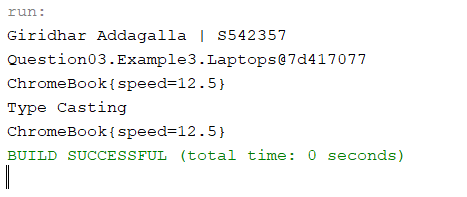 run:
Giridhar Addagalla | S542357
Question03.Example3.Laptops@7d417077
ChromeBook{speed=12.5}
Type Casting
ChromeBook{speed=12.5}
BUILD SUCCESSFUL (total time: 0 seconds)